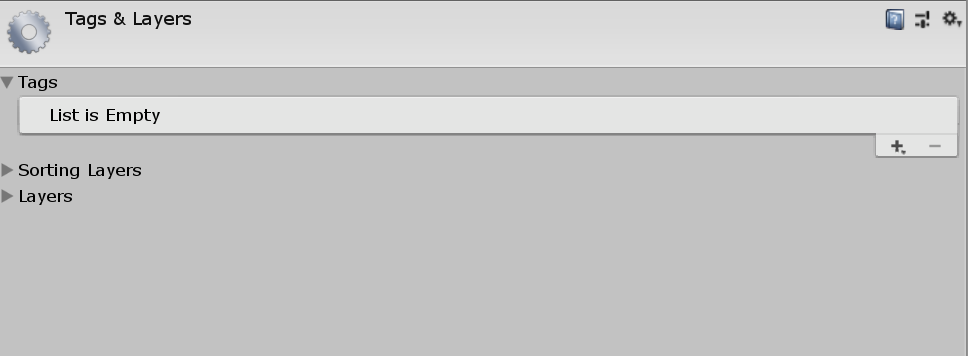 Tags & Layers
Tags
List is Empty
Sorting Layers
Layers